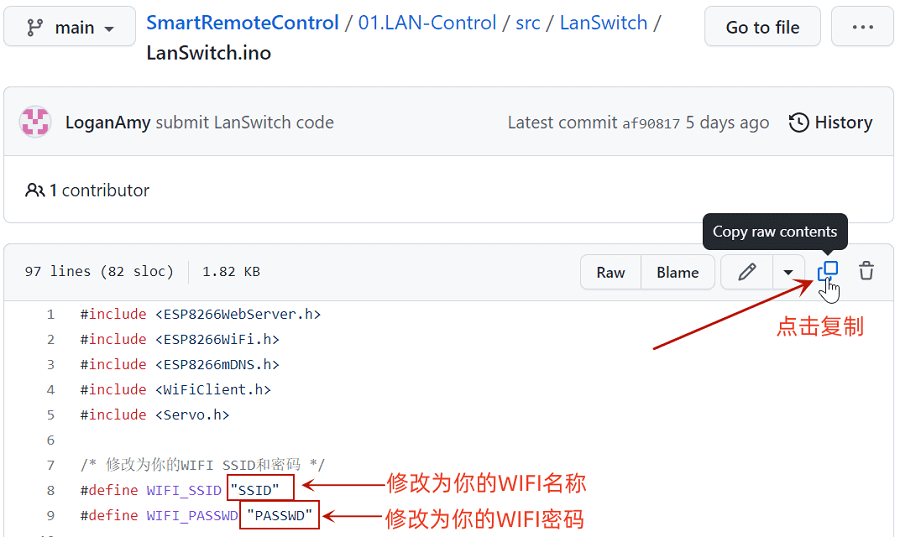 main SmartRemoteControl / 01.LAN-Control / src / LanSwitch / Go to file ...
LanSwitch.ino
LoganAmy submit LanSwitch code Latest commit af90817 5 days ago History
1 contributor
Copy raw contents
97 lines (82 sloc) 1.82 KB Raw Blame
点击复制
1 #include <ESP8266WebServer.h>
2 #include <ESP8266WiFi.h>
3 #include <ESP8266mDNS.h>
4 #include <WiFiClient.h>
5 #include <Servo.h>
6
7 /* 修改为你的WIFI SSID和密码 */
8 #define WIFI_SSID "SSID" 修改为你的WIFI名称
9 #define WIFI_PASSWD "PASSWD" 修改为你的WIFI密码